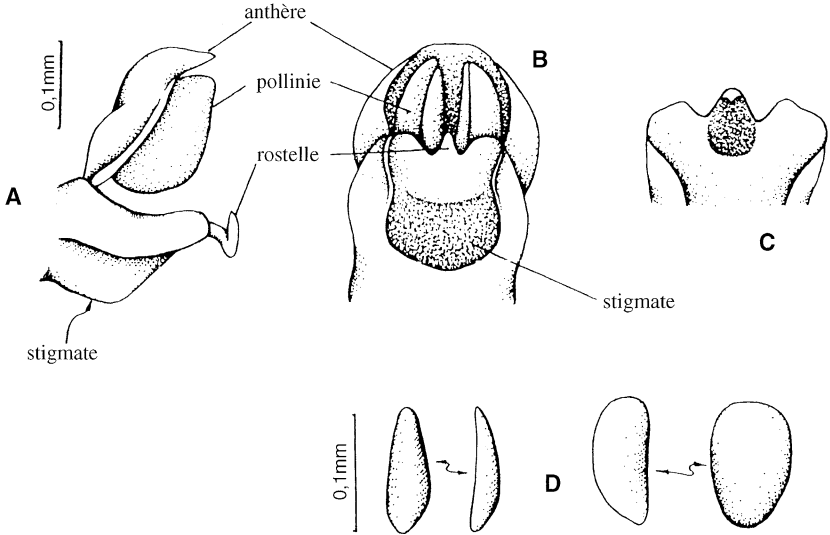 anthère
B
0,1mm
pollinie
rostelle
A
C
stigmate
stigmate
0,1mm
D